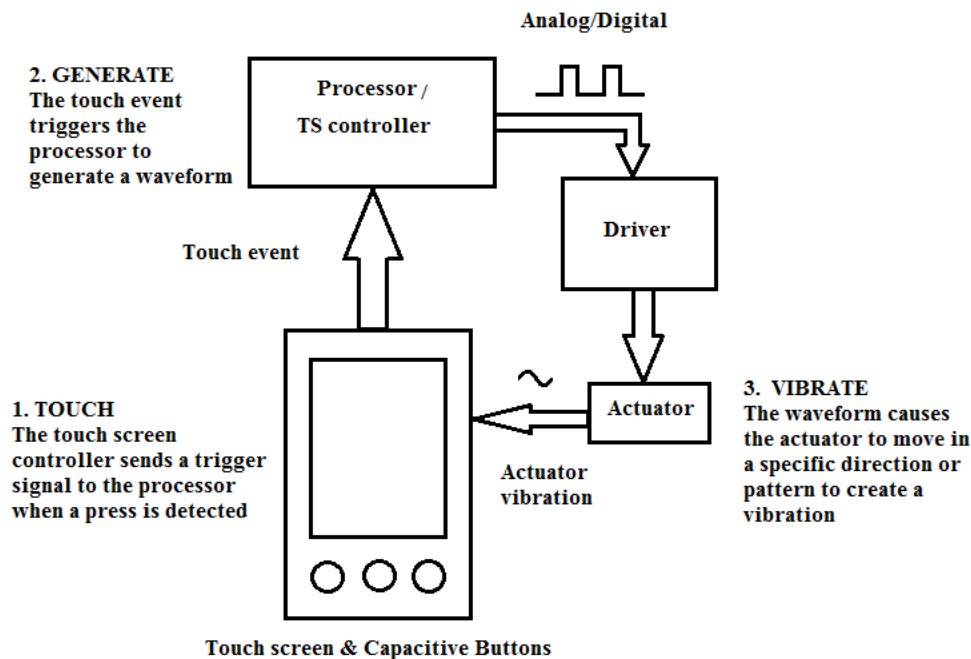 Analog/Digital
2. GENERATE
The touch event
triggers the
processor to
generate a waveform
Processor /
TS controller
Driver
Touch event
1. TOUCH
The touch screen
controller sends a trigger
signal to the processor
when a press is detected
Actuator
Actuator
vibration
3. VIBRATE
The waveform causes
the actuator to move in
a specific direction or
pattern to create a
vibration
Touch screen & Capacitive Buttons